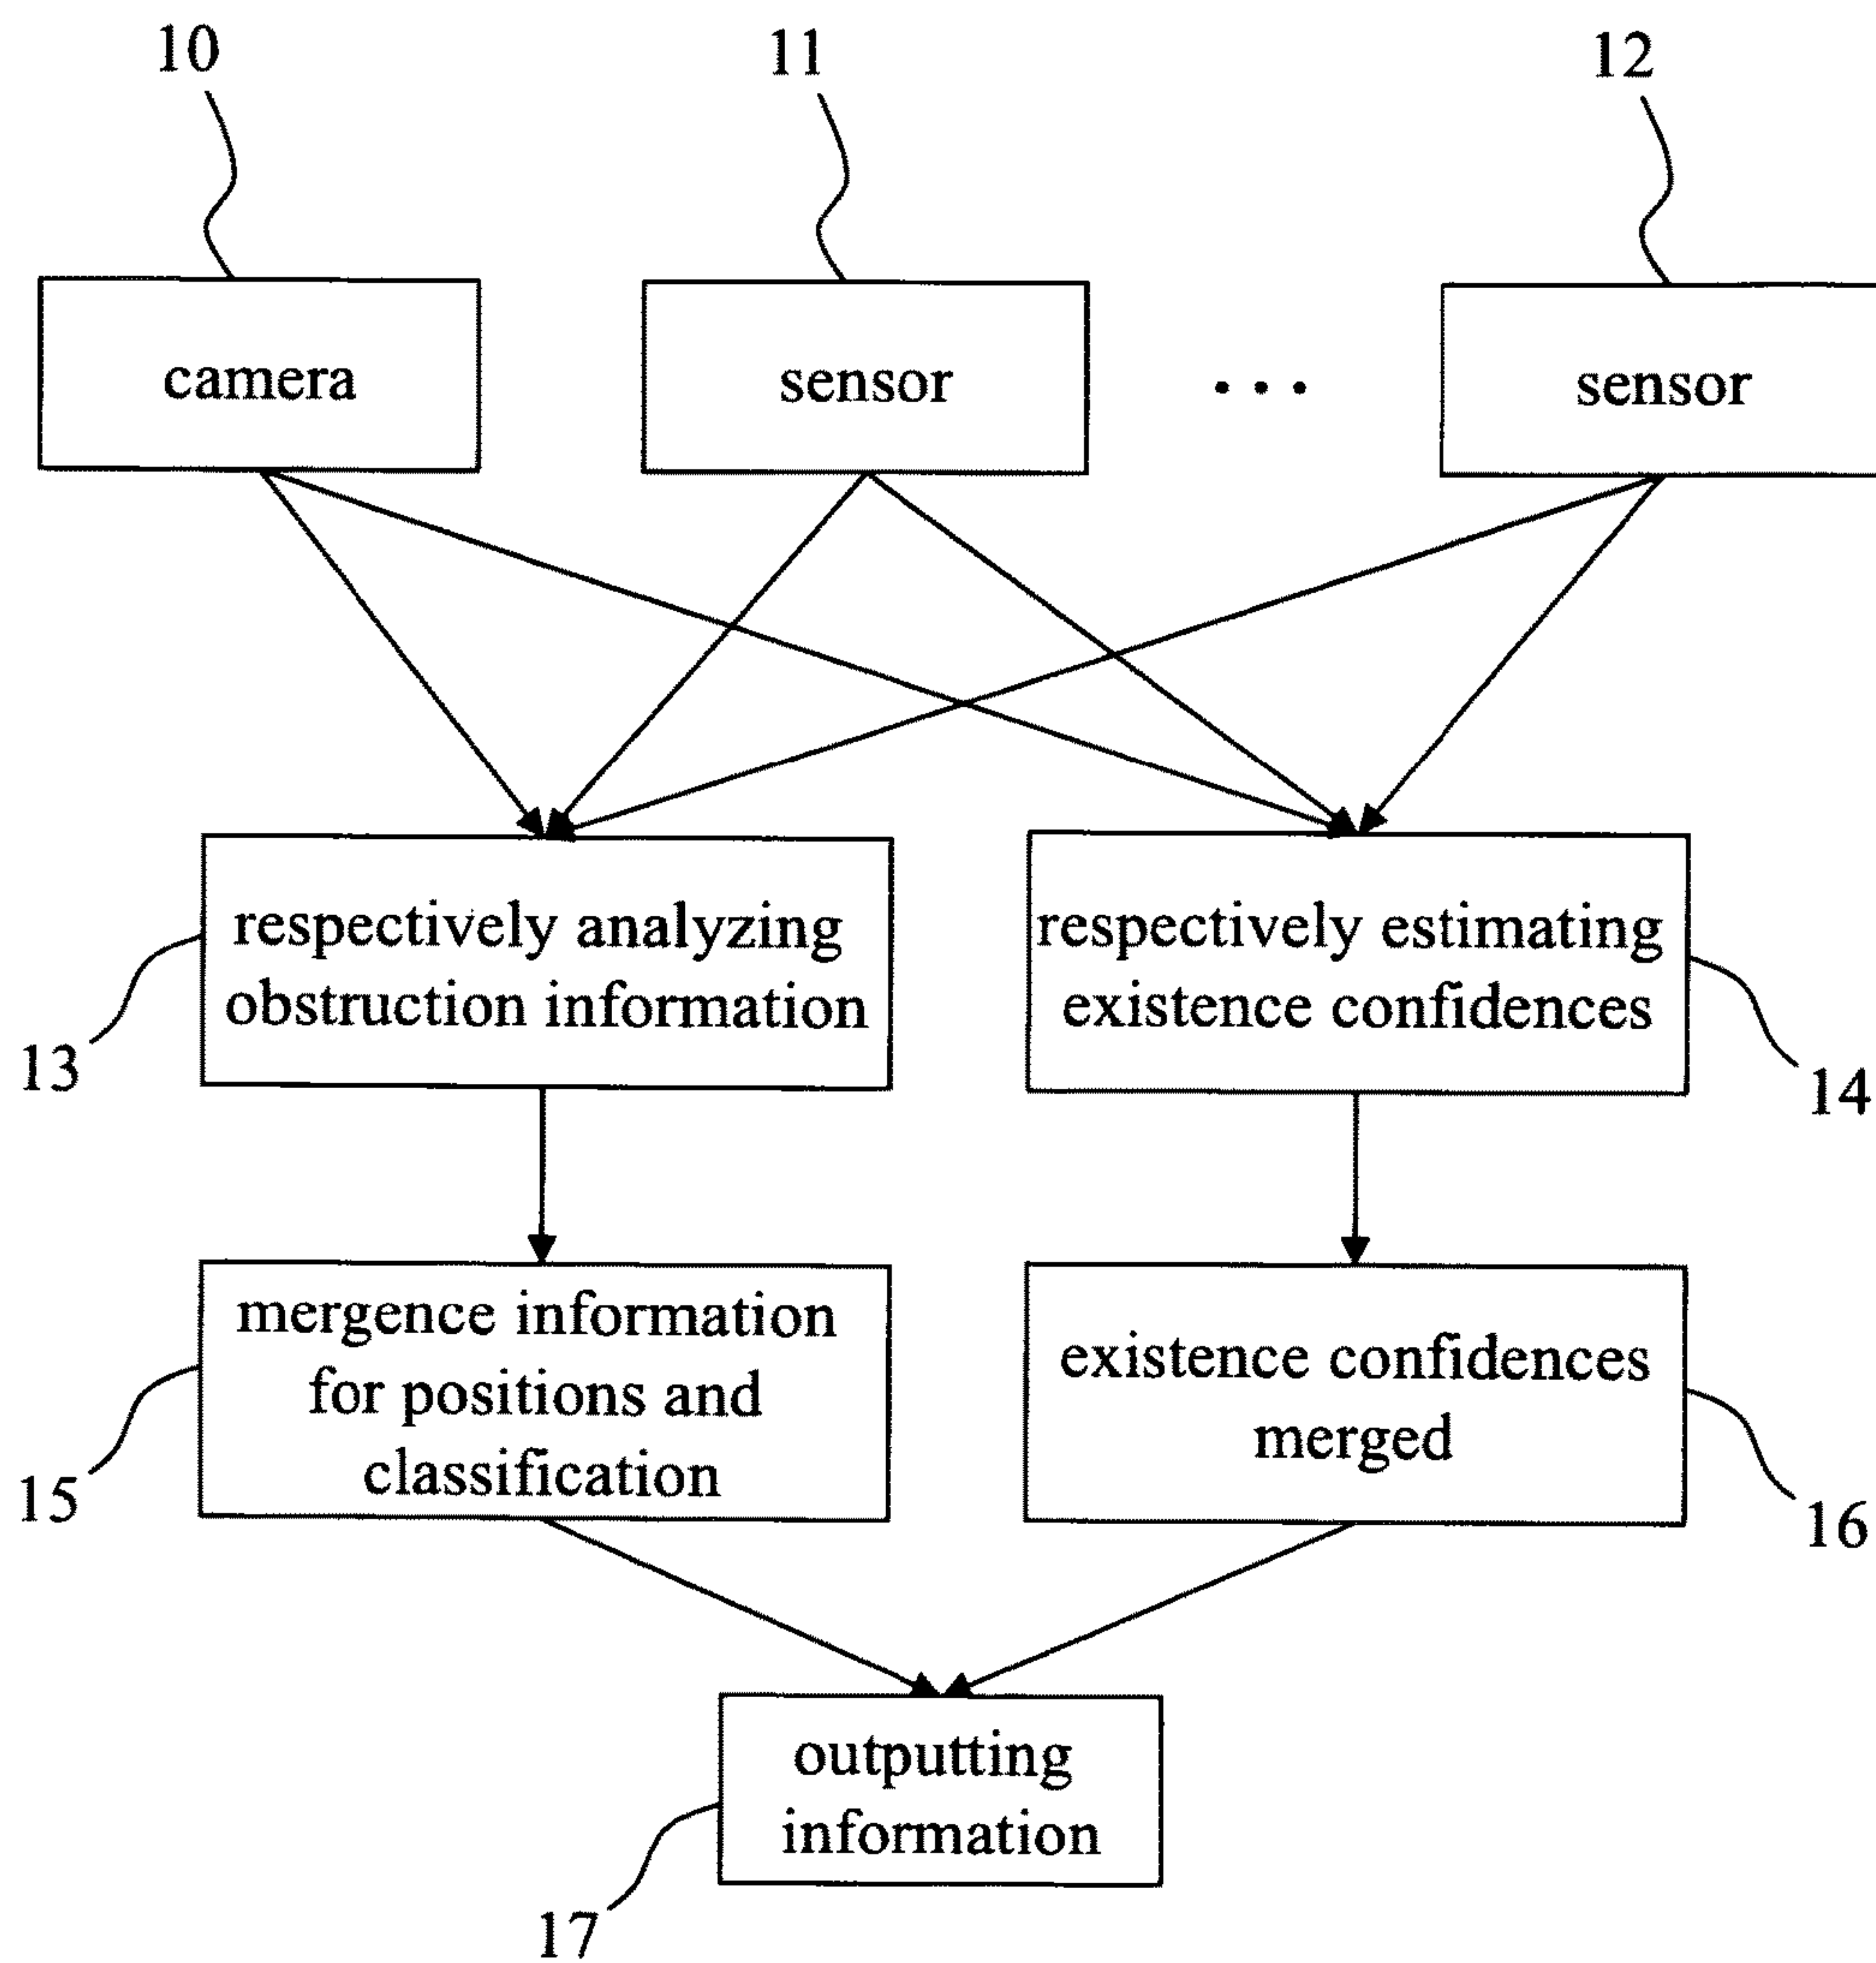 10
11
12
camera
sensor
...
sensor
respectively analyzing
obstruction information
respectively estimating
existence confidences
13
14
mergence information
for positions and
classification
existence confidences
merged
15
16
outputting
information
17